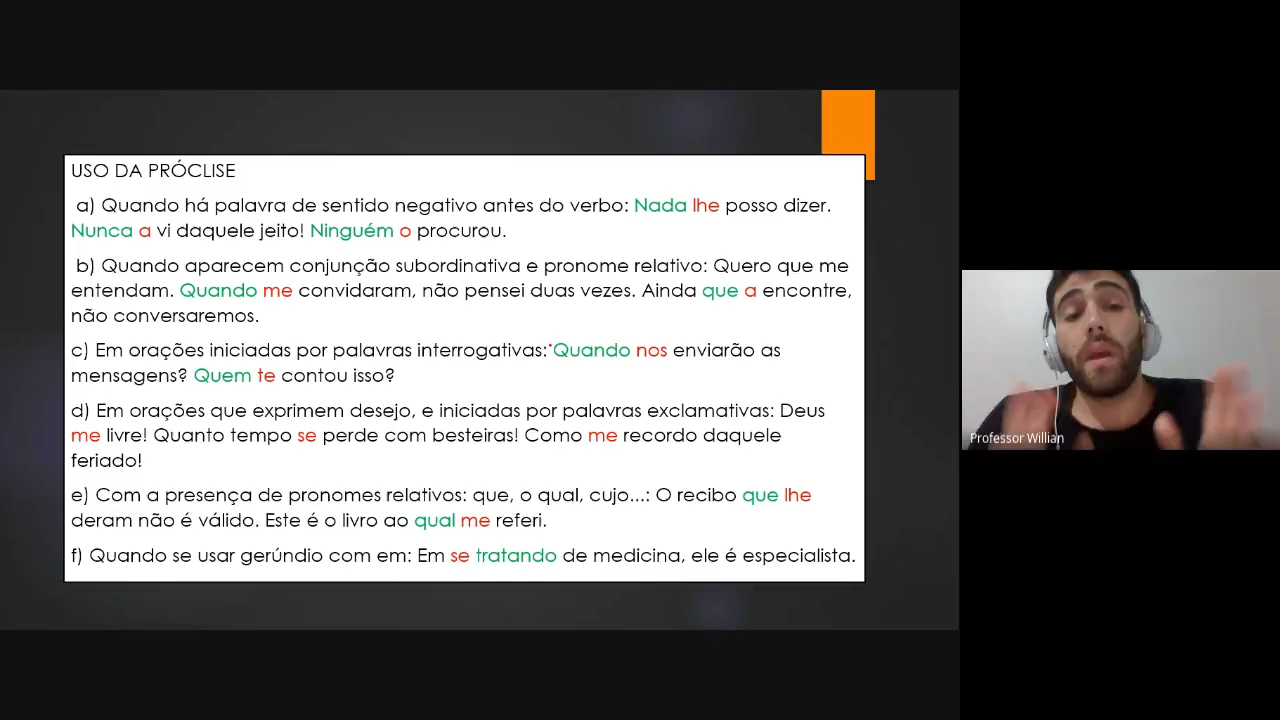 USO DA PRÓCLISE
a) Quando há palavra de sentido negativo antes do verbo: Nada lhe posso dizer.
Nunca a vi daquele jeito! Ninguém o procurou.
b) Quando aparecem conjunção subordinativa e pronome relativo: Quero que me
entendam. Quando me convidaram, não pensei duas vezes. Ainda que a encontre,
não conversaremos.
c) Em orações iniciadas por palavras interrogativas: Quando nos enviarão as
mensagens? Quem te contou isso?
d) Em orações que exprimem desejo, e iniciadas por palavras exclamativas: Deus
me livre! Quanto tempo se perde com besteiras! Como me recordo daquele
feriado!
e) Com a presença de pronomes relativos: que, o qual, cujo...: O recibo que lhe
deram não é válido. Este é o livro ao qual me referi.
f) Quando se usar gerúndio com em: Em se tratando de medicina, ele é especialista.
Professor Willian